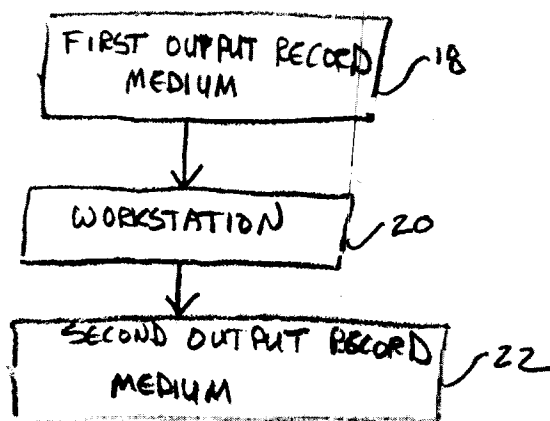 FIRST OUTPUT RECORD
MEDIUM
18
WORKSTATION
20
SECOND OUTPUT RECORD
MEDIUM
22